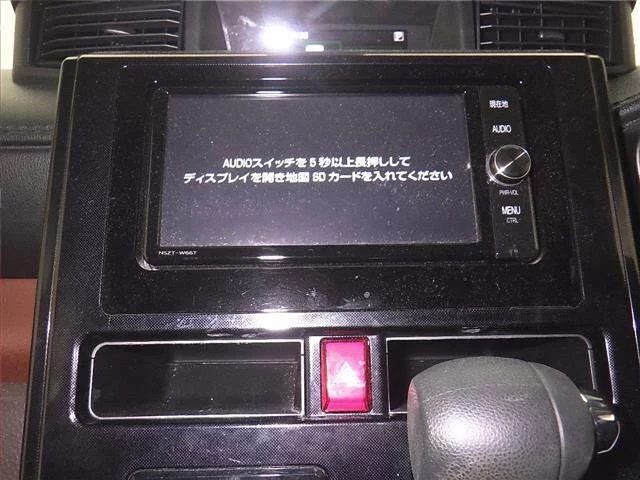 現在地
AUDIO
AUDIOスイッチを5秒以上長押しして
ディスプレイを開き地図SDカードを入れてください
PWR-VOL
MENU
CTRL
NSZT-W66T